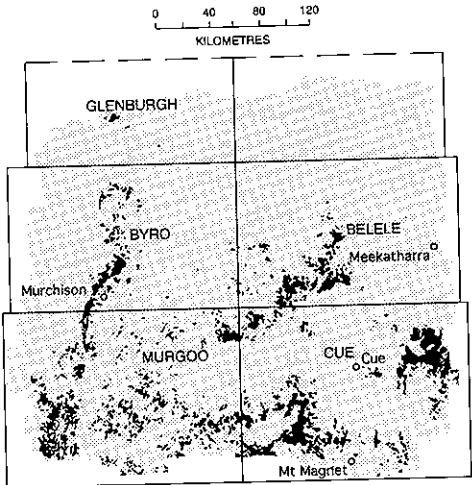 0 40 80 120
KILOMETRES
GLENBURGH
BYRO
BELELE
Meekatharra
Murchison
MURGOO
CUE
Cue
Mt Magnet